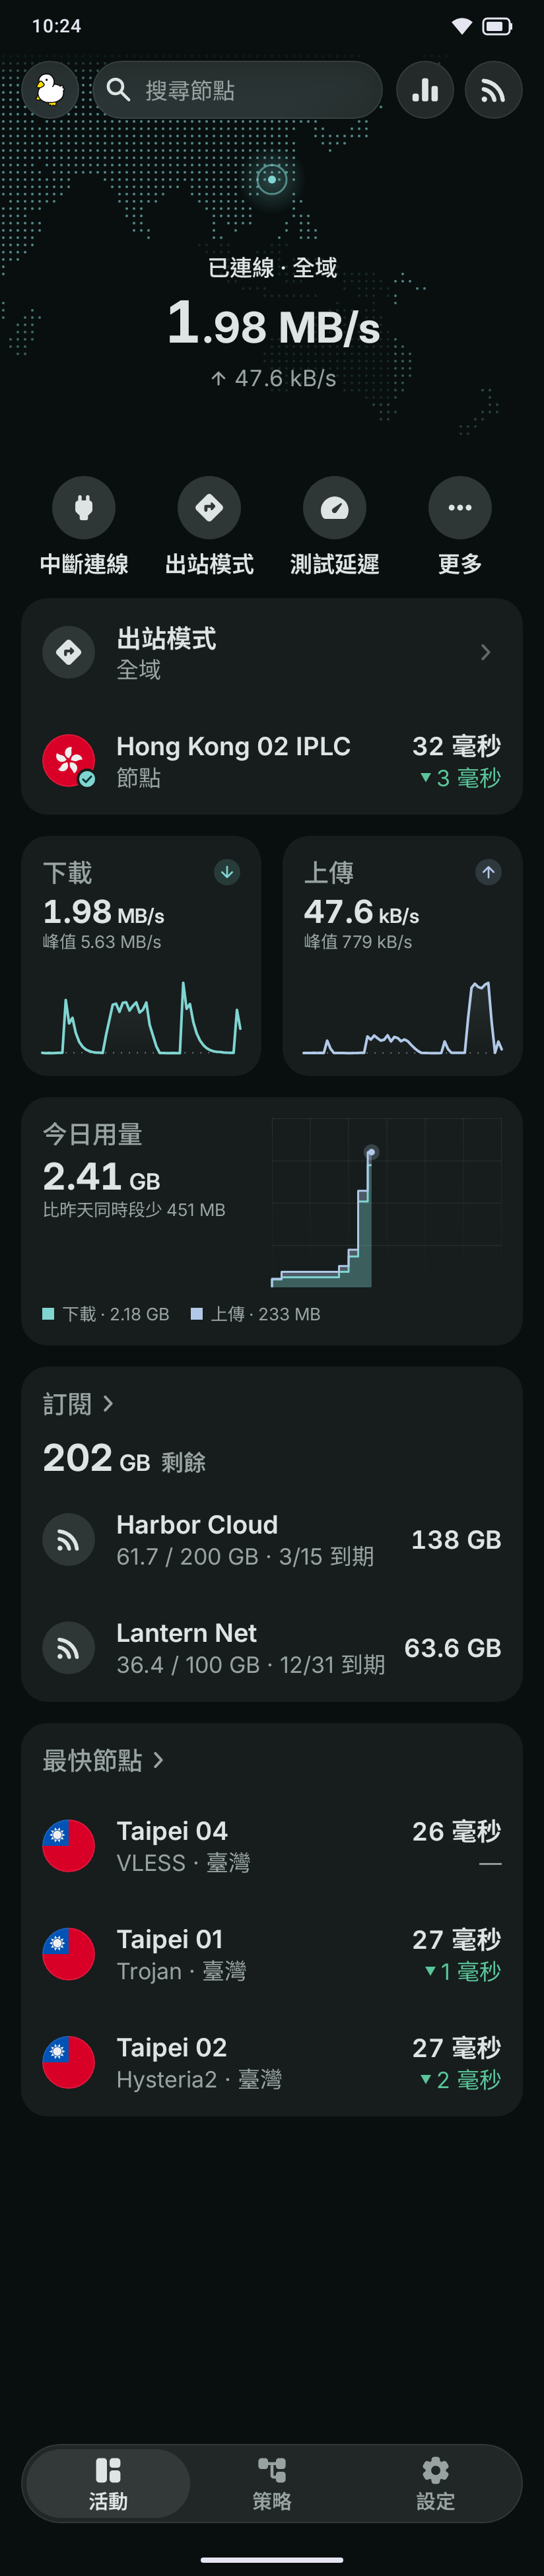 10:24
搜尋節點
已連線 · 全域
1.98 MB/s
↑ 47.6 kB/s
中斷連線
出站模式
測試延遲
更多
出站模式
全域
Hong Kong 02 IPLC
32 毫秒
節點
▼3 毫秒
下載
1.98 MB/s
峰值 5.63 MB/s
上傳
47.6 kB/s
峰值 779 kB/s
今日用量
2.41 GB
比昨天同時段少 451 MB
下載 · 2.18 GB
上傳 · 233 MB
訂閱
202 GB 剩餘
Harbor Cloud
138 GB
61.7 / 200 GB · 3/15 到期
Lantern Net
63.6 GB
36.4 / 100 GB · 12/31 到期
最快節點
Taipei 04
26 毫秒
VLESS · 臺灣
—
Taipei 01
27 毫秒
Trojan · 臺灣
▼1 毫秒
Taipei 02
27 毫秒
Hysteria2 · 臺灣
▼2 毫秒
活動
策略
設定